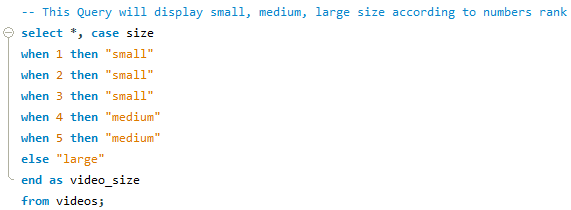 -- This Query will display small, medium, large size according to numbers rank
select *, case size
when 1 then "small"
when 2 then "small"
when 3 then "small"
when 4 then "medium"
when 5 then "medium"
else "large"
end as video_size
from videos;